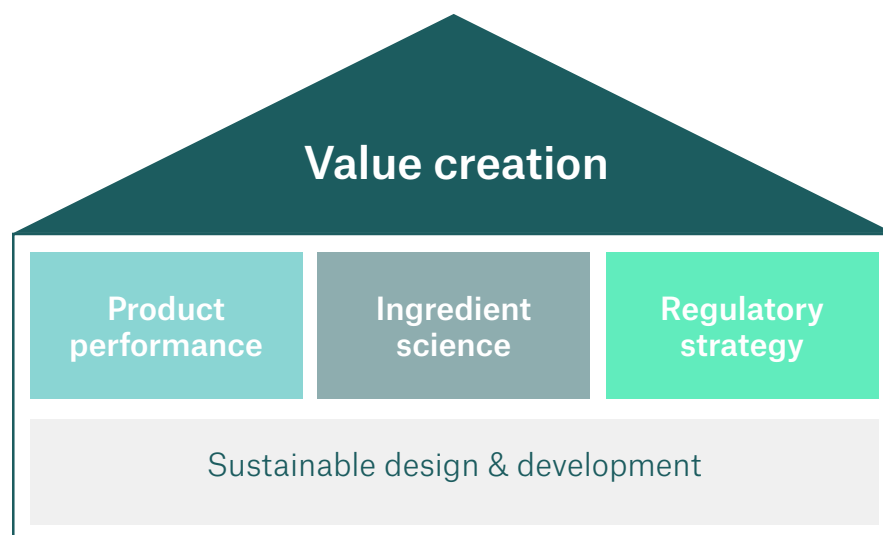 Value creation
Product
performance
Ingredient
science
Regulatory
strategy
Sustainable design & development